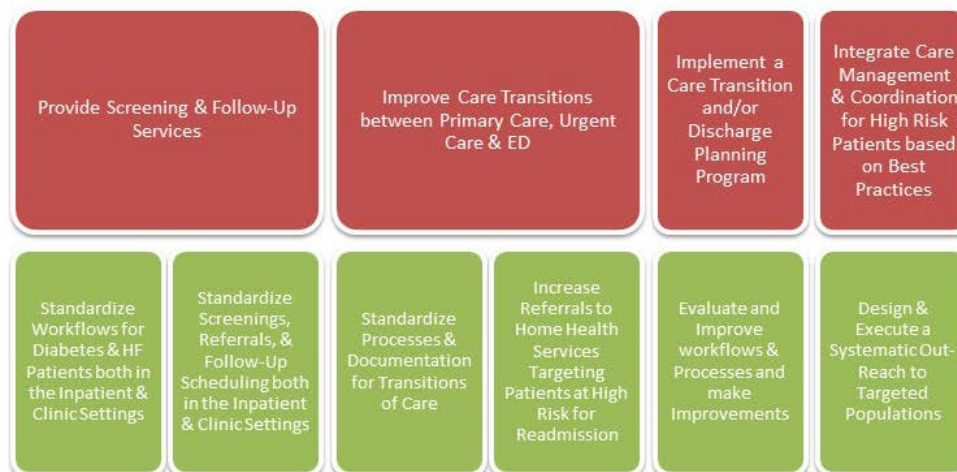 Provide Screening & Follow-Up
Services
Improve Care Transitions
between Primary Care, Urgent
Care & ED
Implement a
Care Transition
and/or
Discharge
Planning
Program
Integrate Care
Management
& Coordination
for High Risk
Patients based
on Best
Practices
Standardize
Workflows for
Diabetes & HF
Patients both in
the Inpatient &
Clinic Settings
Standardize
Screenings,
Referrals, &
Follow-Up
Scheduling both
in the Inpatient
& Clinic Settings
Standardize
Processes &
Documentation
for Transitions
of Care
Increase
Referrals to
Home Health
Services
Targeting
Patients at High
Risk for
Readmission
Evaluate and
Improve
workflows &
Processes and
make
Improvements
Design &
Execute a
Systematic Out-
Reach to
Targeted
Populations